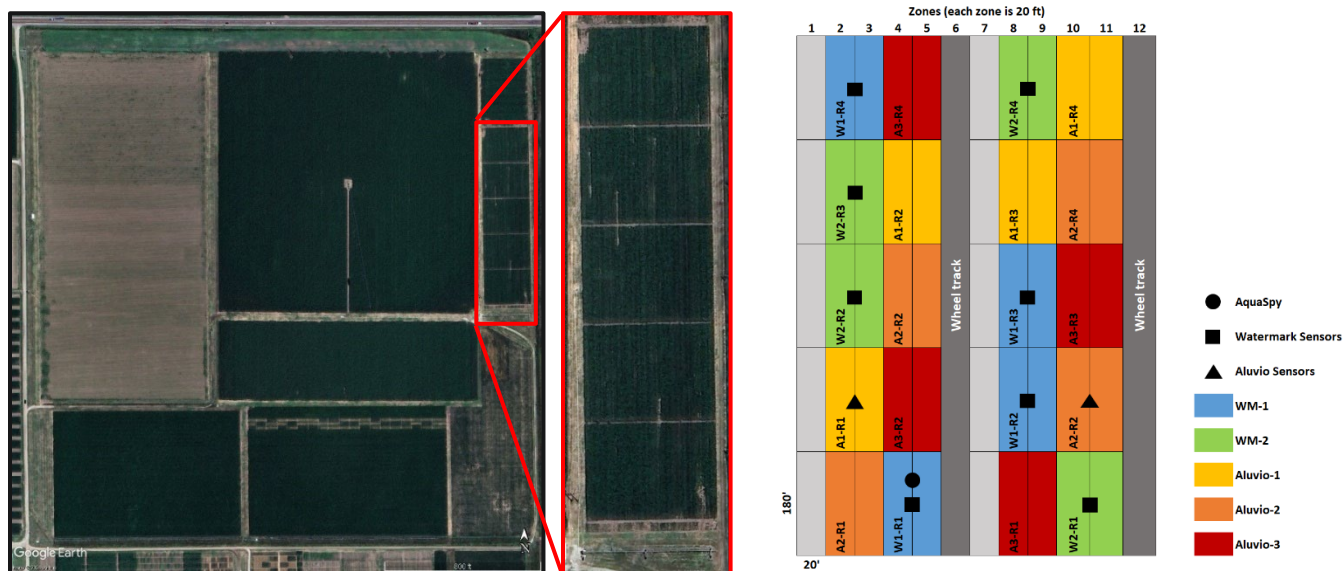 Zones (each zone is 20 ft)
1 2 3 4 5 6 7 8 9 10 11 12
W1-R4
A3-R4
W2-R4
A1-R4
W2-R3
A1-R2
A1-R3
A2-R4
W2-R2
A2-R2
Wheel track
W1-R3
A3-R3
Wheel track
A1-R1
A3-R2
W1-R2
A2-R2
A2-R1
W1-R1
A3-R1
W2-R1
180'
20'
AquaSpy
Watermark Sensors
Aluvio Sensors
WM-1
WM-2
Aluvio-1
Aluvio-2
Aluvio-3
Google Earth
800 ft
N